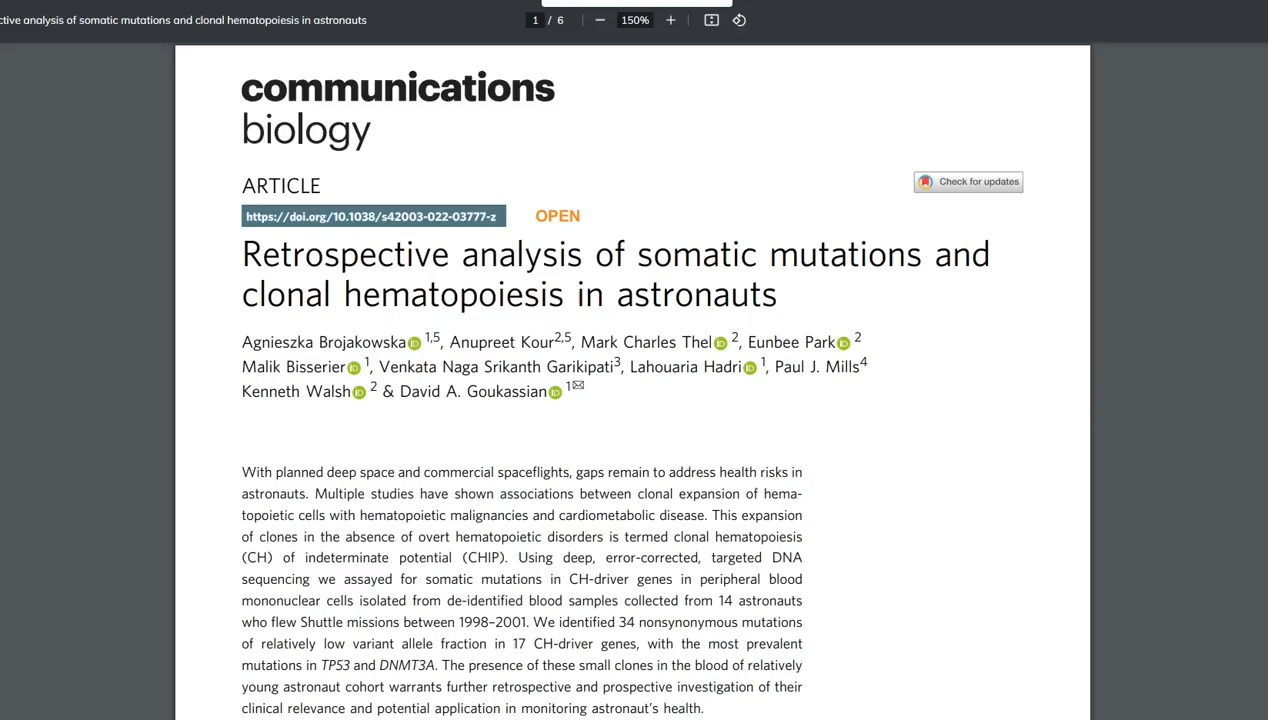 ctive analysis of somatic mutations and clonal hematopoiesis in astronauts
1 / 6
150%
communications
biology
ARTICLE
Check for updates
https://doi.org/10.1038/s42003-022-03777-z OPEN
Retrospective analysis of somatic mutations and
clonal hematopoiesis in astronauts
Agnieszka Brojakowska iD 1,5, Anupreet Kour2,5, Mark Charles Thel iD 2, Eunbee Park iD 2
Malik Bisserier iD 1, Venkata Naga Srikanth Garikipati3, Lahouaria Hadri iD 1, Paul J. Mills4
Kenneth Walsh iD 2 & David A. Goukassian iD 1✉
With planned deep space and commercial spaceflights, gaps remain to address health risks in
astronauts. Multiple studies have shown associations between clonal expansion of hema-
topoietic cells with hematopoietic malignancies and cardiometabolic disease. This expansion
of clones in the absence of overt hematopoietic disorders is termed clonal hematopoiesis
(CH) of indeterminate potential (CHIP). Using deep, error-corrected, targeted DNA
sequencing we assayed for somatic mutations in CH-driver genes in peripheral blood
mononuclear cells isolated from de-identified blood samples collected from 14 astronauts
who flew Shuttle missions between 1998–2001. We identified 34 nonsynonymous mutations
of relatively low variant allele fraction in 17 CH-driver genes, with the most prevalent
mutations in TP53 and DNMT3A. The presence of these small clones in the blood of relatively
young astronaut cohort warrants further retrospective and prospective investigation of their
clinical relevance and potential application in monitoring astronaut's health.